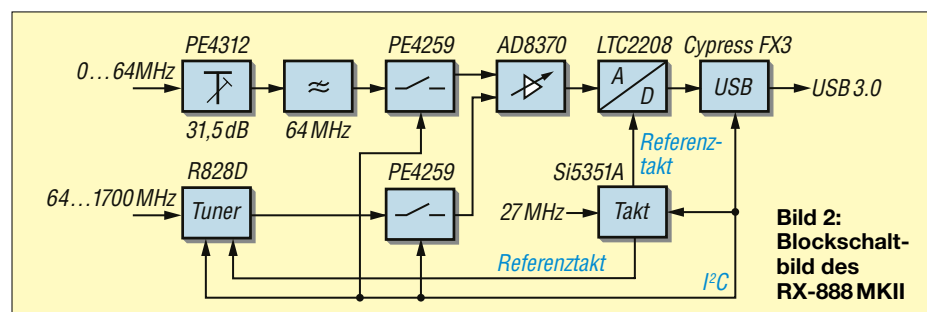 PE4312
PE4259
AD8370
LTC2208
Cypress FX3
0...64MHz
A
D
USB
USB 3.0
31,5 dB
64 MHz
Referenz-
takt
R828D
PE4259
Si5351A
64...1700 MHz
Tuner
27 MHz
Takt
Referenztakt
I²C
Bild 2:
Blockschalt-
bild des
RX-888 MKII